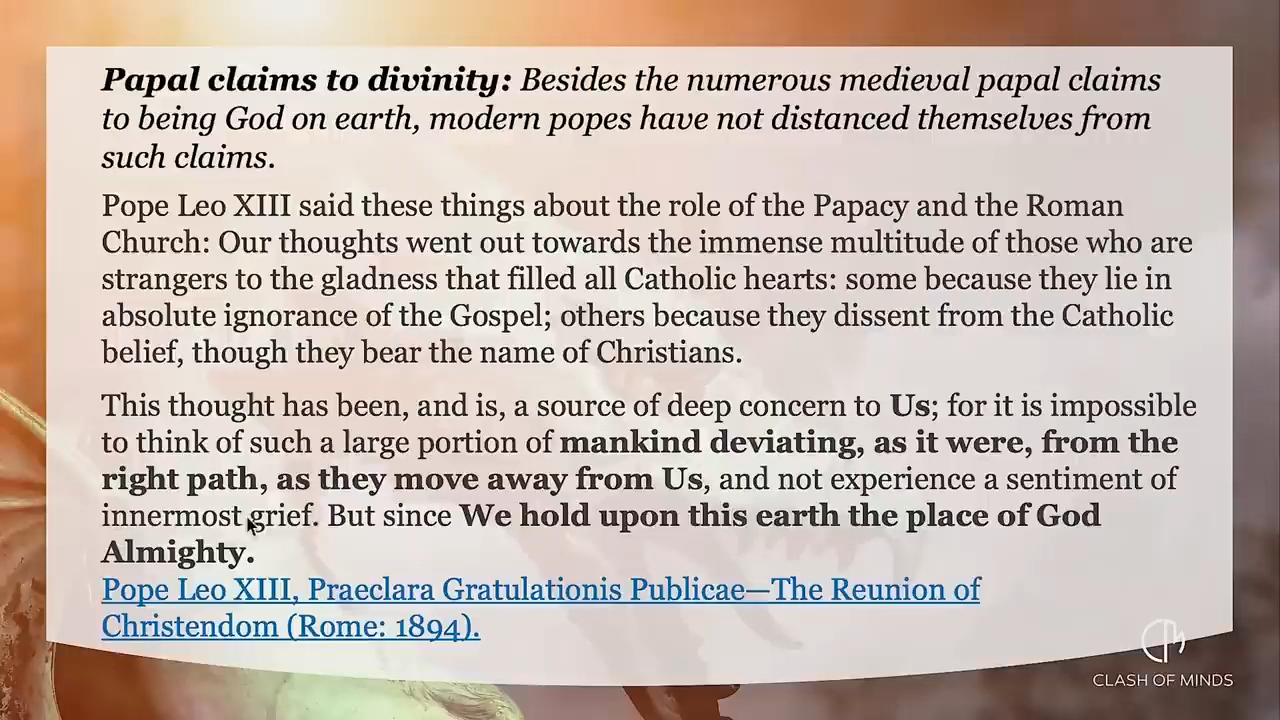 Papal claims to divinity: Besides the numerous medieval papal claims
to being God on earth, modern popes have not distanced themselves from
such claims.
Pope Leo XIII said these things about the role of the Papacy and the Roman
Church: Our thoughts went out towards the immense multitude of those who are
strangers to the gladness that filled all Catholic hearts: some because they lie in
absolute ignorance of the Gospel; others because they dissent from the Catholic
belief, though they bear the name of Christians.
This thought has been, and is, a source of deep concern to Us; for it is impossible
to think of such a large portion of mankind deviating, as it were, from the
right path, as they move away from Us, and not experience a sentiment of
innermost grief. But since We hold upon this earth the place of God
Almighty.
Pope Leo XIII, Praeclara Gratulationis Publicae—The Reunion of
Christendom (Rome: 1894).
CLASH OF MINDS